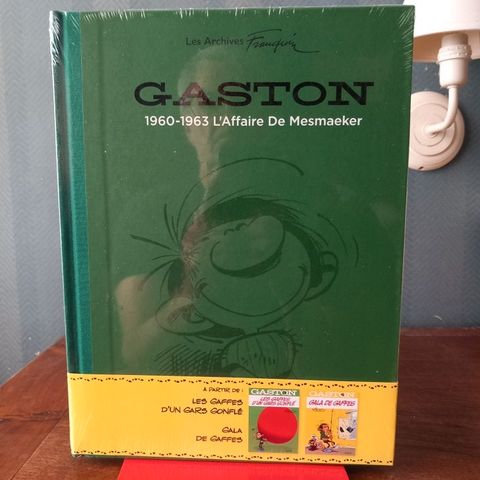 Les Archives Franquin
GASTON
1960-1963 L'Affaire De Mesmaeker
À PARTIR DE :
LES GAFFES
D'UN GARS GONFLÉ
GALA
DE GAFFES
GASTON
LES GAFFES
D'UN GARS GONFLÉ
GASTON
GALA DE GAFFES